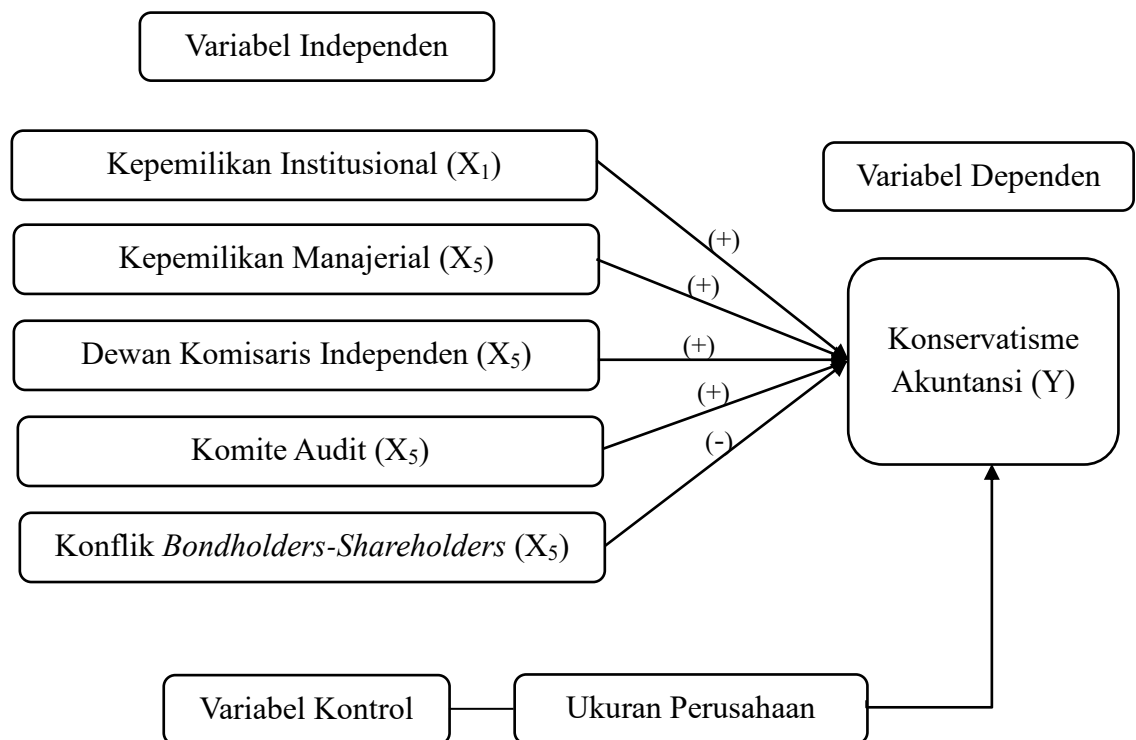 Variabel Independen
Kepemilikan Institusional (X₁)
Variabel Dependen
Kepemilikan Manajerial (X₅)
Dewan Komisaris Independen (X₅)
Komite Audit (X₅)
Konflik Bondholders-Shareholders (X₅)
(+)
(+)
(+)
(+)
(-)
Konservatisme
Akuntansi (Y)
Variabel Kontrol
Ukuran Perusahaan